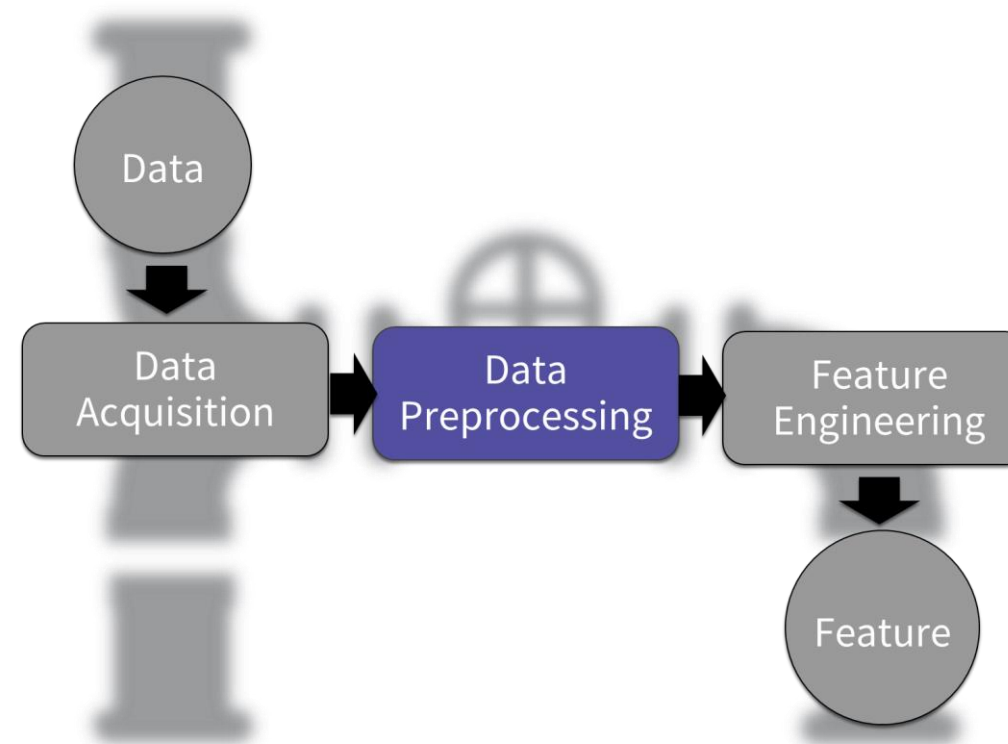 Data
Data
Acquisition
Data
Preprocessing
Feature
Engineering
Feature